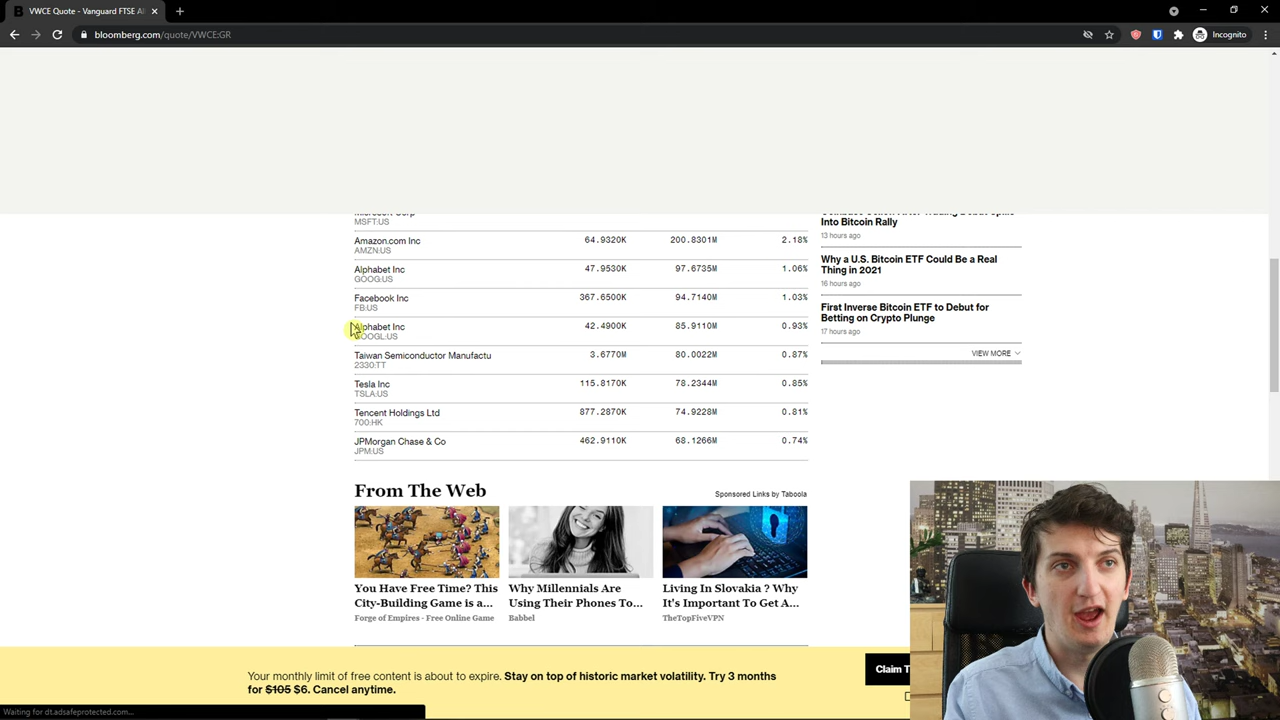 VWCE Quote - Vanguard FTSE Al
bloomberg.com/quote/VWCE:GR
Incognito
Microsoft Corp
MSFT:US
Amazon.com Inc 64.9320K 200.8301M 2.18%
AMZN:US
Alphabet Inc 47.9530K 97.6735M 1.06%
GOOG:US
Facebook Inc 367.6500K 94.7140M 1.03%
FB:US
Alphabet Inc 42.4900K 85.9110M 0.93%
GOOGL:US
Taiwan Semiconductor Manufactu 3.6770M 80.0022M 0.87%
2330:TT
Tesla Inc 115.8170K 78.2344M 0.85%
TSLA:US
Tencent Holdings Ltd 877.2870K 74.9228M 0.81%
700:HK
JPMorgan Chase & Co 462.9110K 68.1266M 0.74%
JPM:US
Into Bitcoin Rally
13 hours ago
Why a U.S. Bitcoin ETF Could Be a Real
Thing in 2021
16 hours ago
First Inverse Bitcoin ETF to Debut for
Betting on Crypto Plunge
17 hours ago
VIEW MORE
From The Web
Sponsored Links by Taboola
You Have Free Time? This
City-Building Game is a...
Forge of Empires - Free Online Game
Why Millennials Are
Using Their Phones To...
Babbel
Living In Slovakia ? Why
It's Important To Get A...
TheTopFiveVPN
Your monthly limit of free content is about to expire. Stay on top of historic market volatility. Try 3 months
for $105 $6. Cancel anytime.
Claim T
Waiting for dt.adsafeprotected.com...